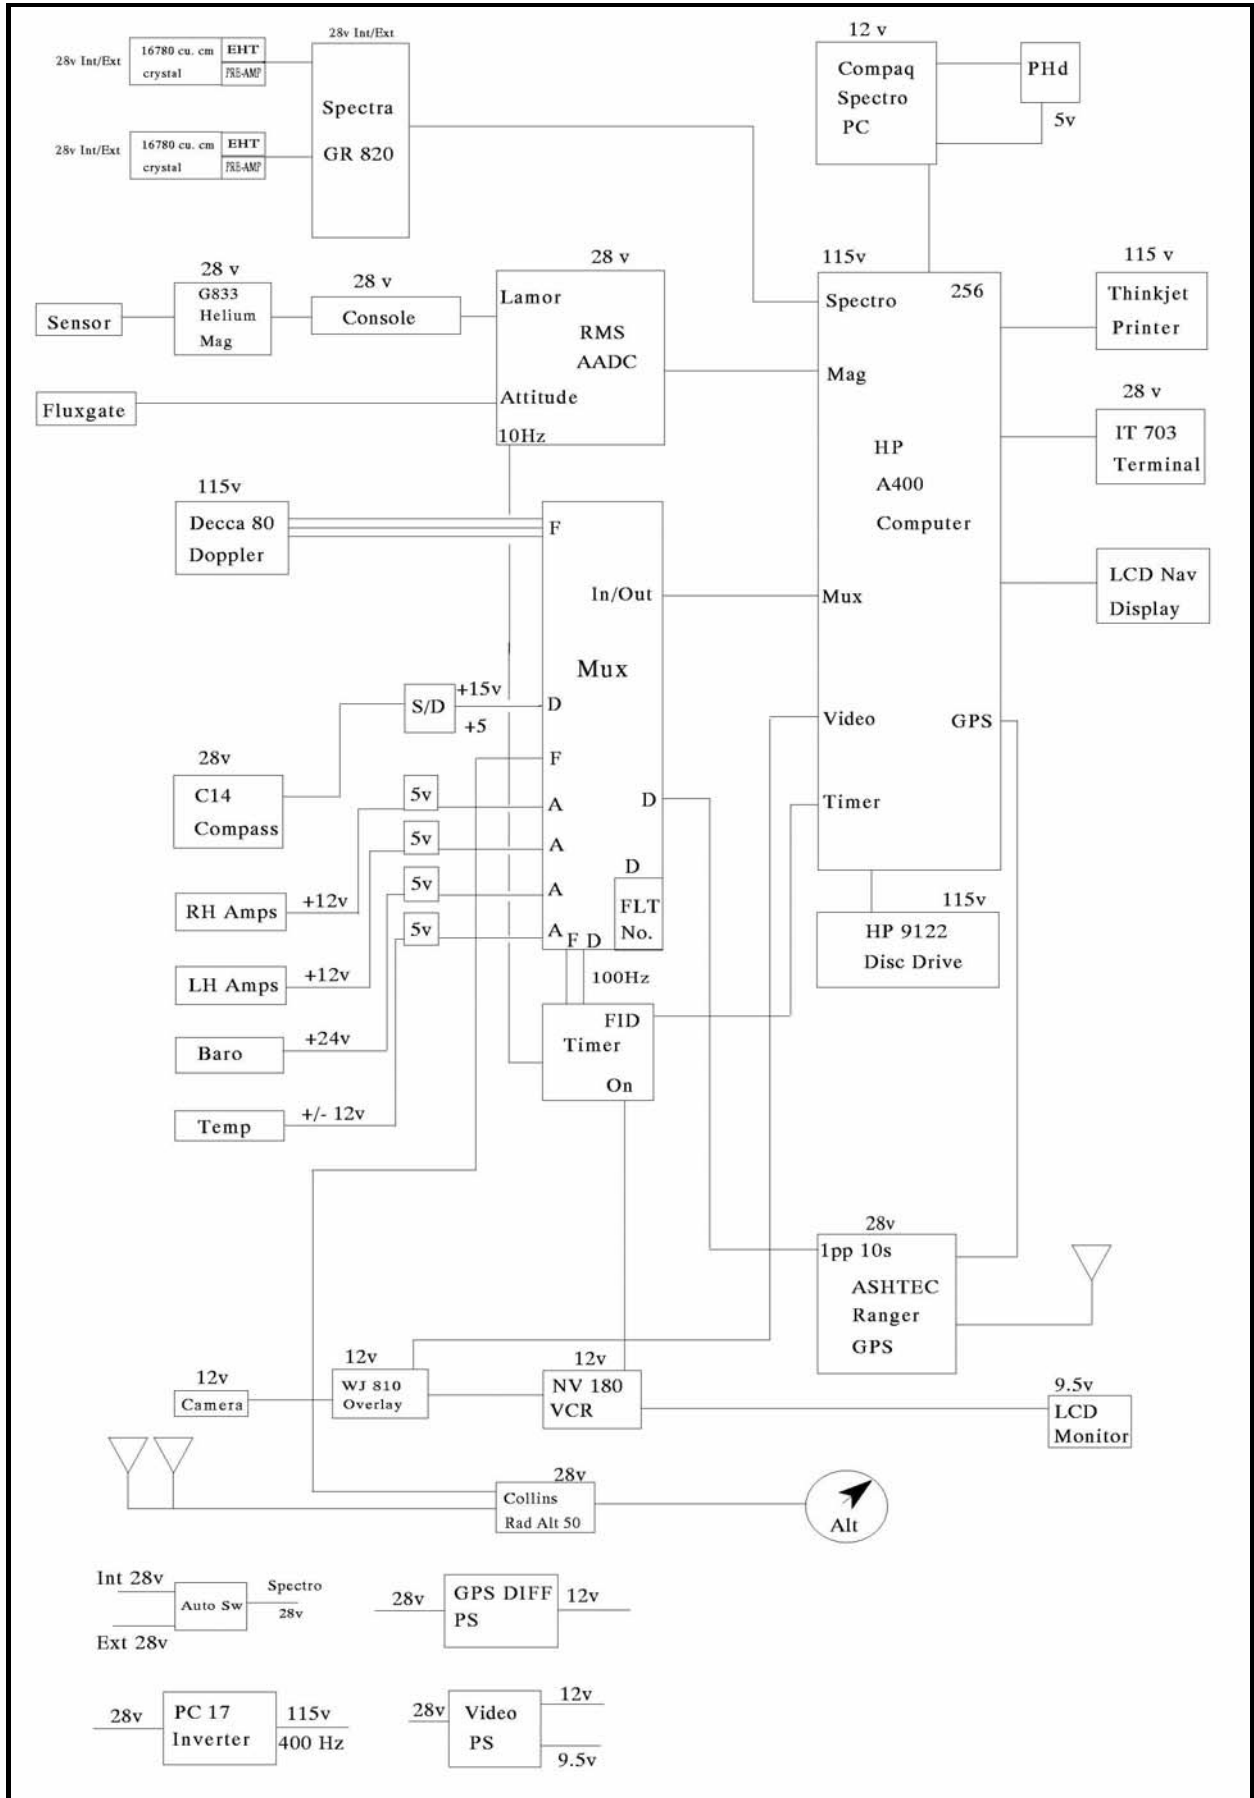 28v Int/Ext
16780 cu. cm
crystal
EHT
PRE-AMP
28v Int/Ext
16780 cu. cm
crystal
EHT
PRE-AMP
28v Int/Ext
Spectra
GR 820
12 v
Compaq
Spectro
PC
PHd
5v
Sensor
28 v
G833
Helium
Mag
28 v
Console
28 v
Lamor
RMS
AADC
Attitude
10Hz
Fluxgate
115v
Spectro
256
Mag
HP
A400
Computer
Mux
Video
GPS
Timer
115 v
Thinkjet
Printer
28 v
IT 703
Terminal
LCD Nav
Display
115v
Decca 80
Doppler
F
In/Out
Mux
S/D
+15v
+5
D
F
28v
C14
Compass
5v
A
D
5v
A
D
5v
A
FLT
No.
5v
A
F D
RH Amps
+12v
LH Amps
+12v
Baro
+24v
Temp
+/- 12v
100Hz
FID
Timer
On
115v
HP 9122
Disc Drive
28v
1pp 10s
ASHTEC
Ranger
GPS
12v
Camera
12v
WJ 810
Overlay
12v
NV 180
VCR
9.5v
LCD
Monitor
28v
Collins
Rad Alt 50
Alt
Int 28v
Ext 28v
Auto Sw
Spectro
28v
28v
GPS DIFF
PS
12v
28v
PC 17
Inverter
115v
400 Hz
28v
Video
PS
12v
9.5v